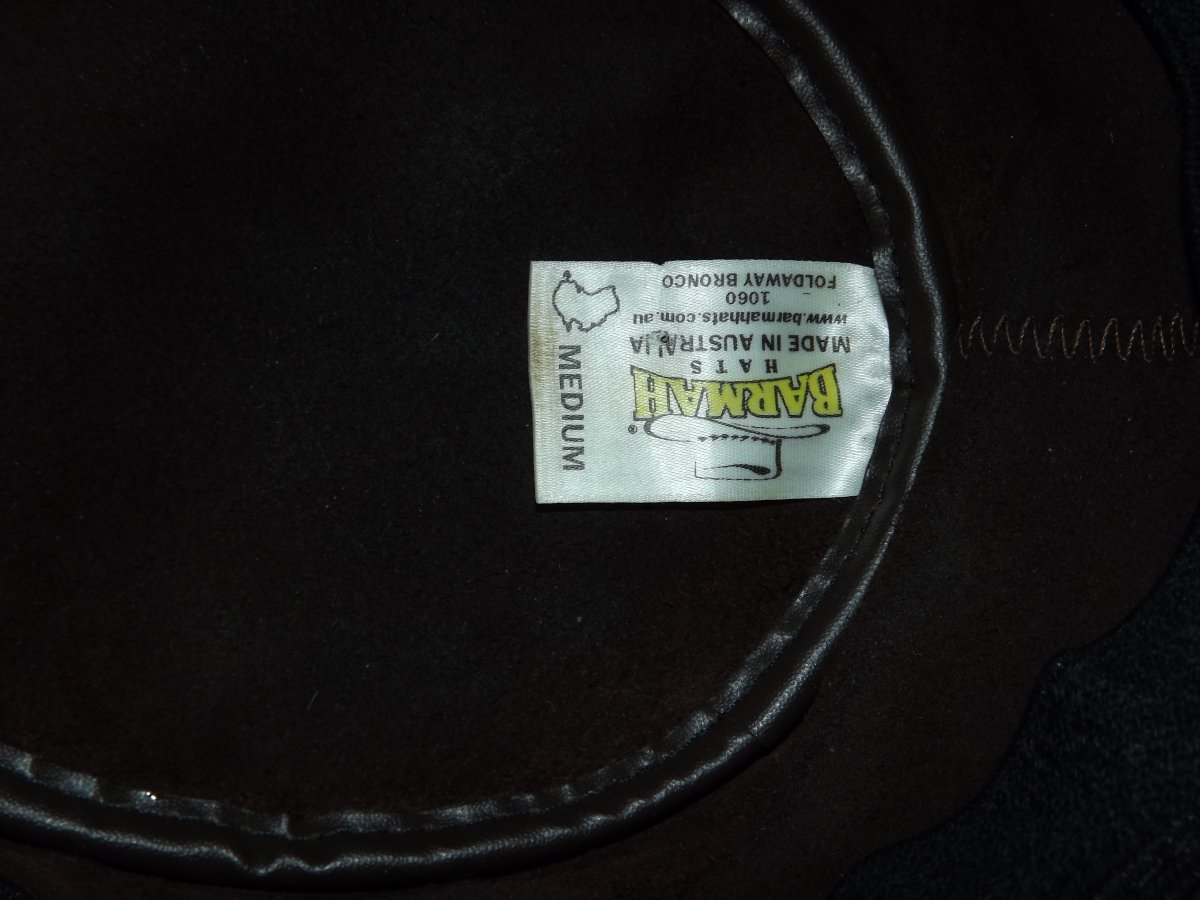 BARMAH®
HATS
MADE IN AUSTRALIA
www.barmahhats.com.au
1060
FOLDAWAY BRONCO
MEDIUM